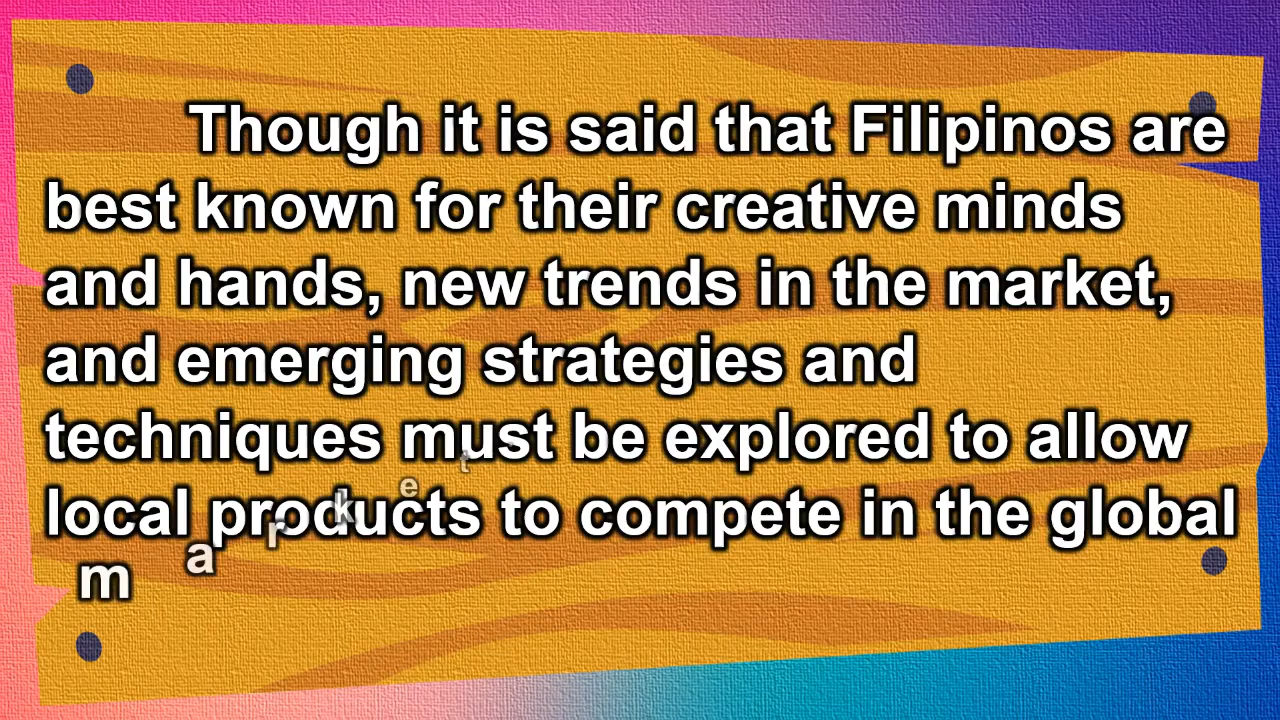 Though it is said that Filipinos are
best known for their creative minds
and hands, new trends in the market,
and emerging strategies and
techniques must be explored to allow
local products to compete in the global
market.